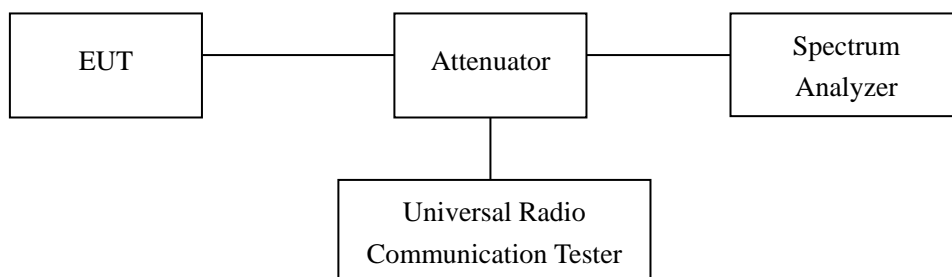 EUT
Attenuator
Spectrum
Analyzer
Universal Radio
Communication Tester